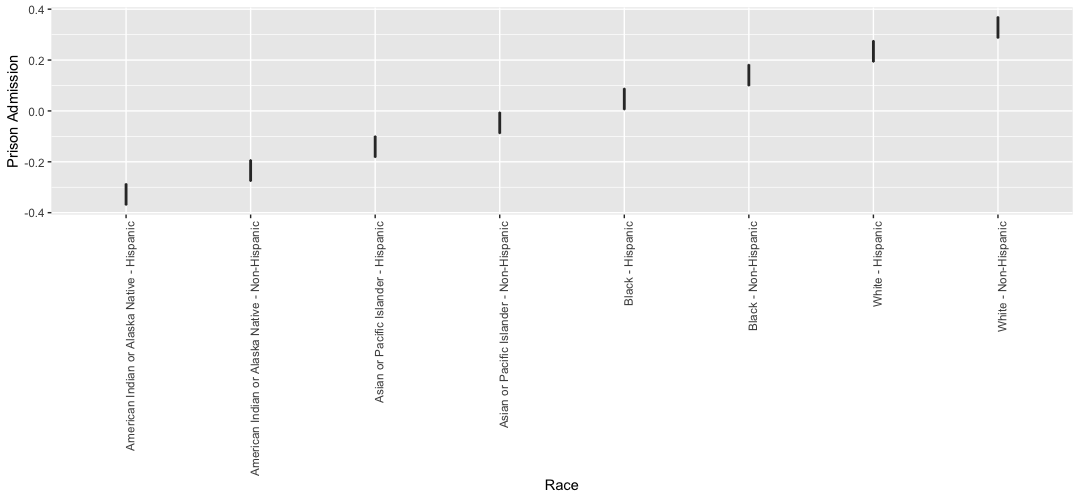 0.4
0.2
0.0
-0.2
-0.4
Prison Admission
American Indian or Alaska Native - Hispanic
American Indian or Alaska Native - Non-Hispanic
Asian or Pacific Islander - Hispanic
Asian or Pacific Islander - Non-Hispanic
Black - Hispanic
Black - Non-Hispanic
White - Hispanic
White - Non-Hispanic
Race